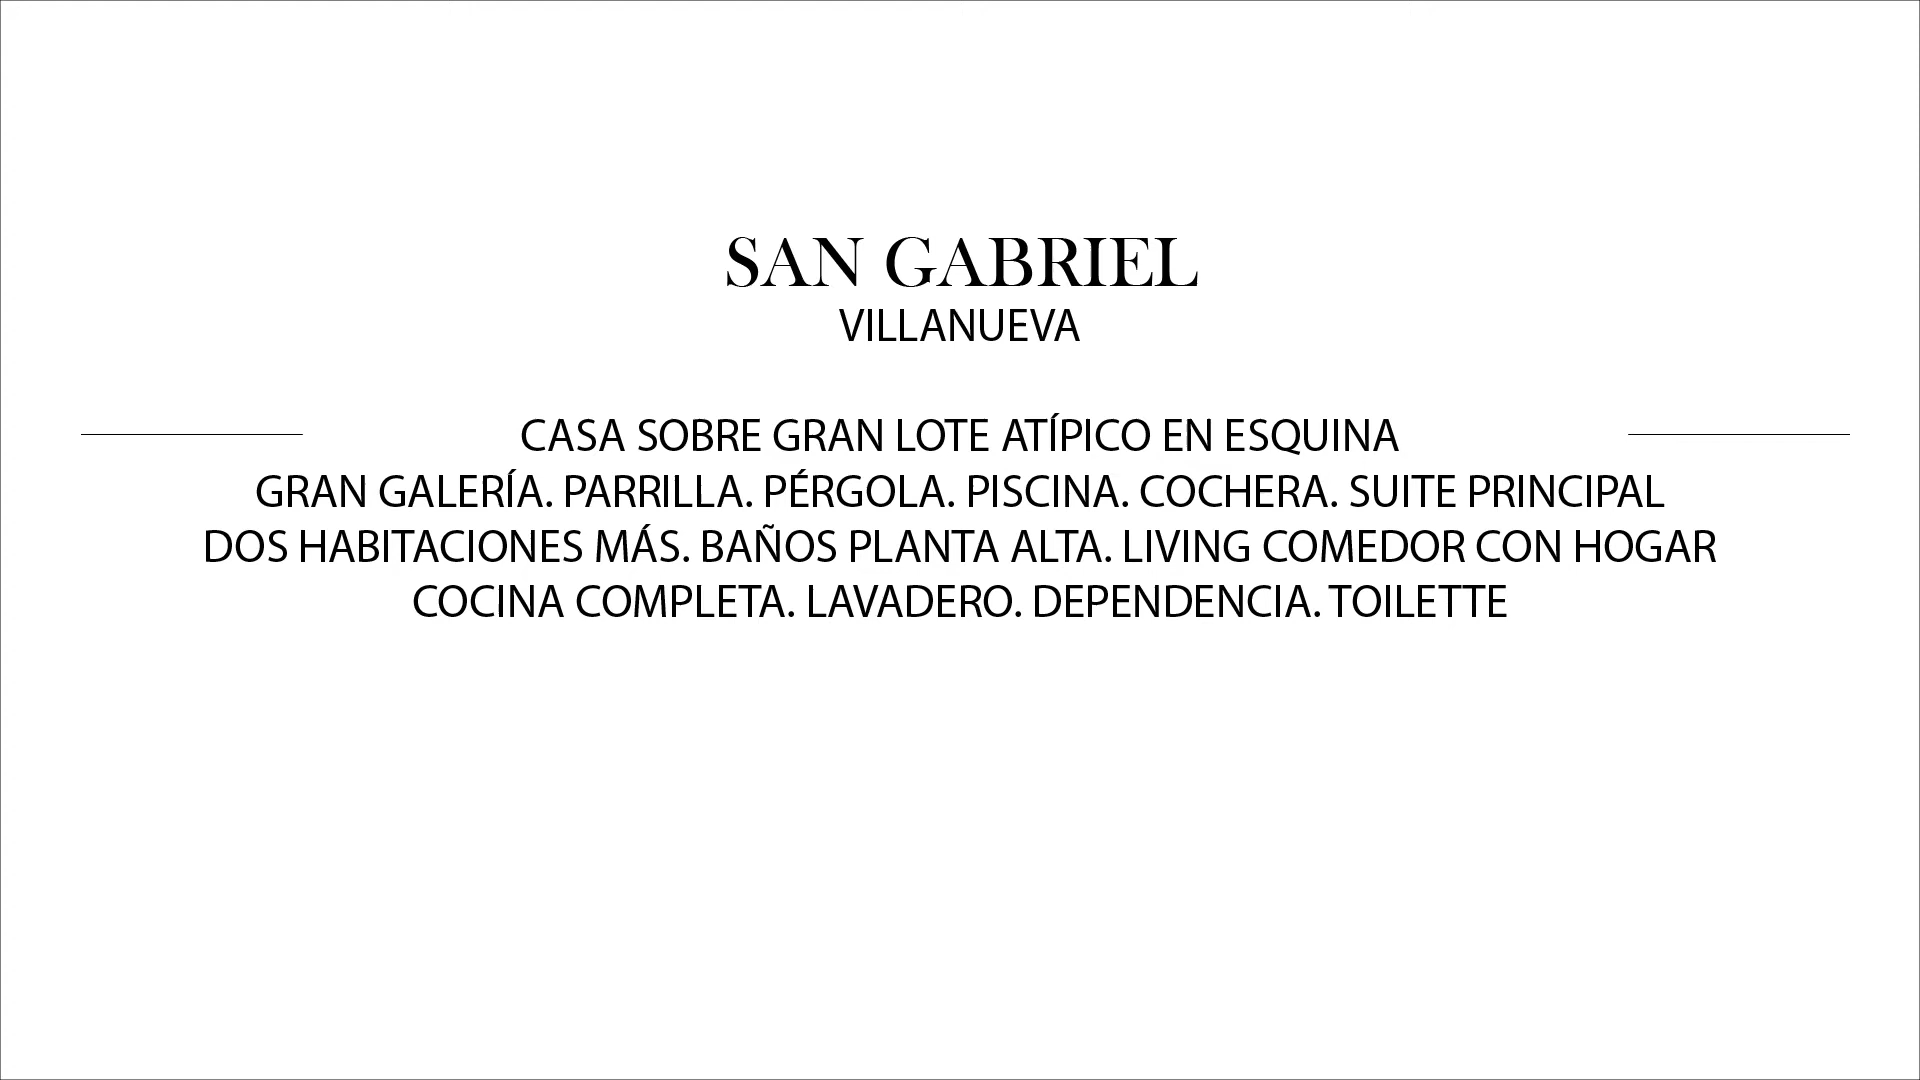 SAN GABRIEL
VILLANUEVA
CASA SOBRE GRAN LOTE ATÍPICO EN ESQUINA
GRAN GALERÍA. PARRILLA. PÉRGOLA. PISCINA. COCHERA. SUITE PRINCIPAL
DOS HABITACIONES MÁS. BAÑOS PLANTA ALTA. LIVING COMEDOR CON HOGAR
COCINA COMPLETA. LAVADERO. DEPENDENCIA. TOILETTE